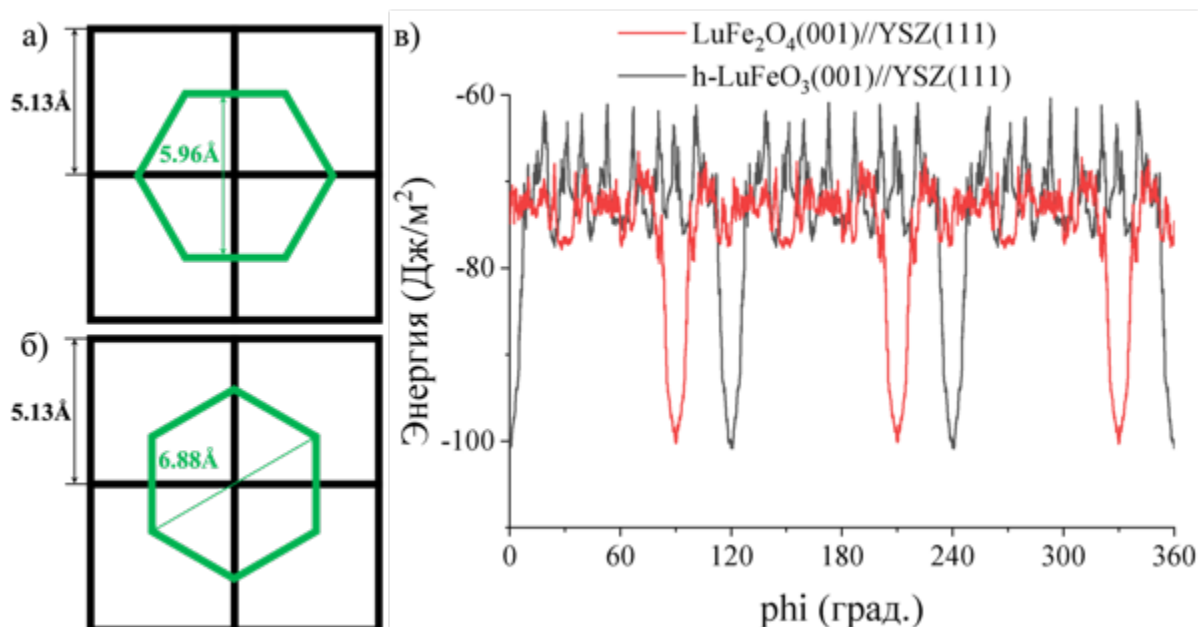 а)
5.13Å
5.96Å
б)
5.13Å
6.88Å
в)
LuFe₂O₄(001)//YSZ(111)
h-LuFeO₃(001)//YSZ(111)
Энергия (Дж/м²)
-60
-80
-100
0 60 120 180 240 300 360
phi (град.)